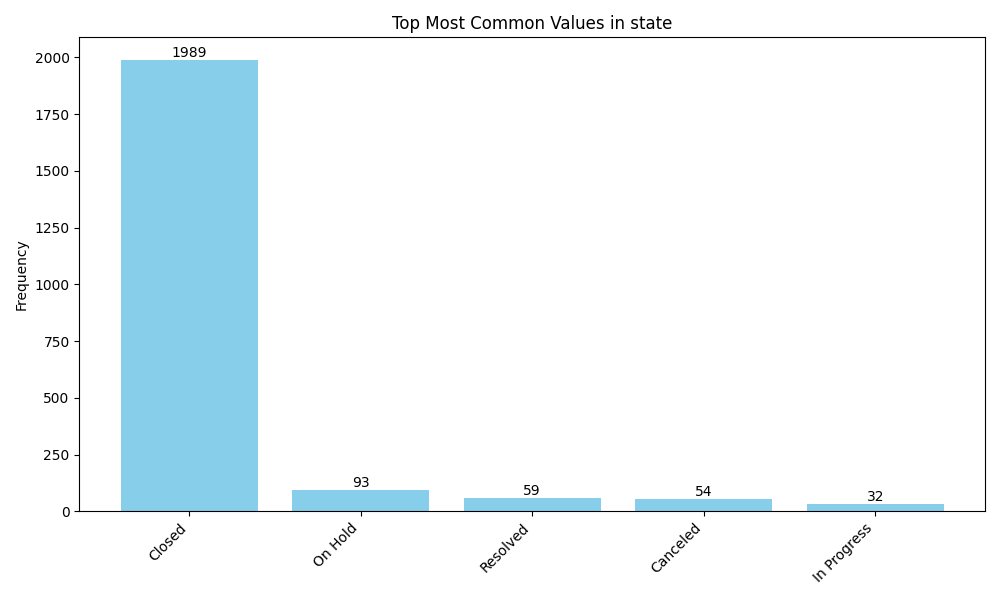 Top Most Common Values in state
Frequency
2000
1750
1500
1250
1000
750
500
250
0
1989
93
59
54
32
Closed
On Hold
Resolved
Canceled
In Progress